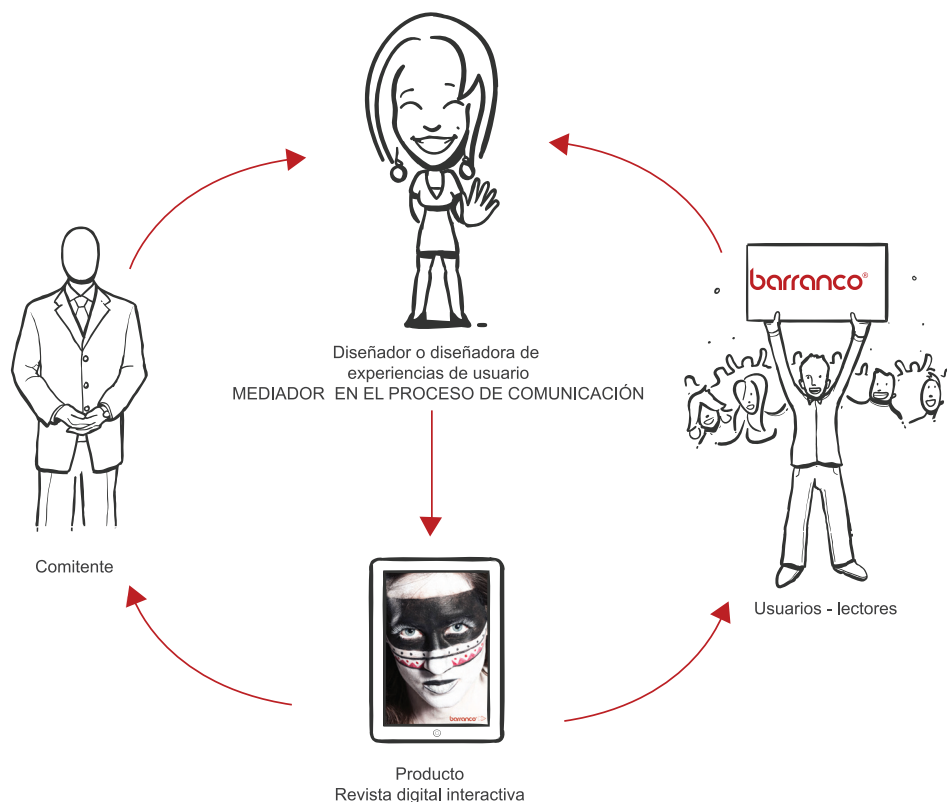 barranco®
Diseñador o diseñadora de
experiencias de usuario
MEDIADOR EN EL PROCESO DE COMUNICACIÓN
Comitente
Usuarios - lectores
barranco
Producto
Revista digital interactiva